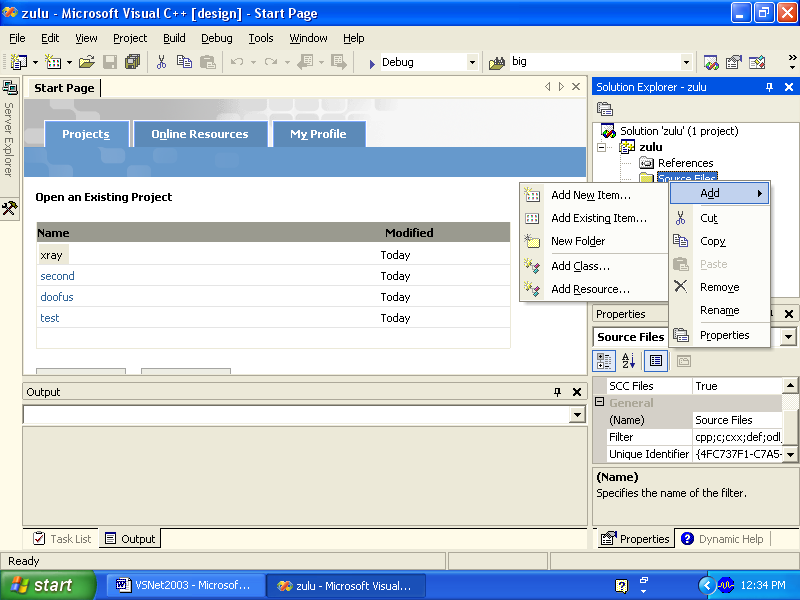 zulu - Microsoft Visual C++ [design] - Start Page
File Edit View Project Build Debug Tools Window Help
Debug big
Server Explorer
Start Page
Projects Online Resources My Profile
Open an Existing Project
Name Modified
xray Today
second Today
doofus Today
test Today
Solution Explorer - zulu
Solution 'zulu' (1 project)
zulu
References
Source Files
Add New Item...
Add Existing Item...
New Folder
Add Class...
Add Resource...
Add
Cut
Copy
Paste
Remove
Rename
Properties
Properties
Source Files
SCC Files True
General
(Name) Source Files
Filter cpp;c;cxx;def;odl
Unique Identifier {4FC737F1-C7A5-
(Name)
Specifies the name of the filter.
Properties Dynamic Help
Output
Task List Output
Ready
start VSNet2003 - Microsof... zulu - Microsoft Visual... 12:34 PM